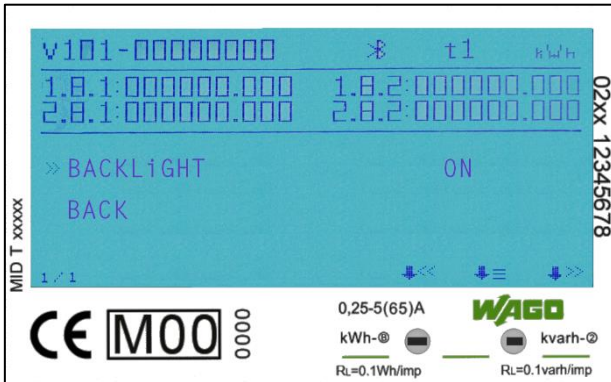 v101-00000000 t1 kWh
1.8.1:000000.000 1.8.2:000000.000
2.8.1:000000.000 2.8.2:000000.000
»BACKLiGHT ON
BACK
1/1 << ≡ >>
MID T xxxxx
02xx 12345678
CE M00 0000
0,25-5(65)A WAGO
kWh-⑧ kvarh-②
RL=0.1Wh/imp RL=0.1varh/imp